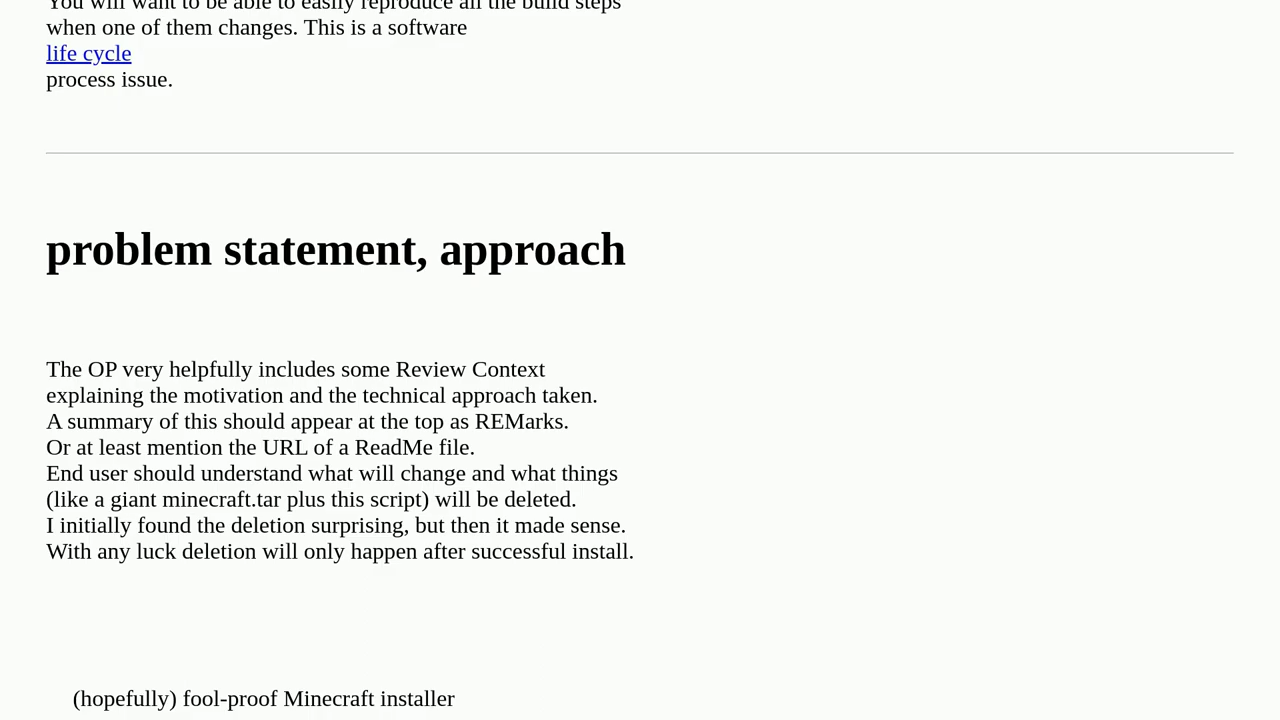 You will want to be able to easily reproduce all the build steps
when one of them changes. This is a software
life cycle
process issue.
problem statement, approach
The OP very helpfully includes some Review Context
explaining the motivation and the technical approach taken.
A summary of this should appear at the top as REMarks.
Or at least mention the URL of a ReadMe file.
End user should understand what will change and what things
(like a giant minecraft.tar plus this script) will be deleted.
I initially found the deletion surprising, but then it made sense.
With any luck deletion will only happen after successful install.
(hopefully) fool-proof Minecraft installer